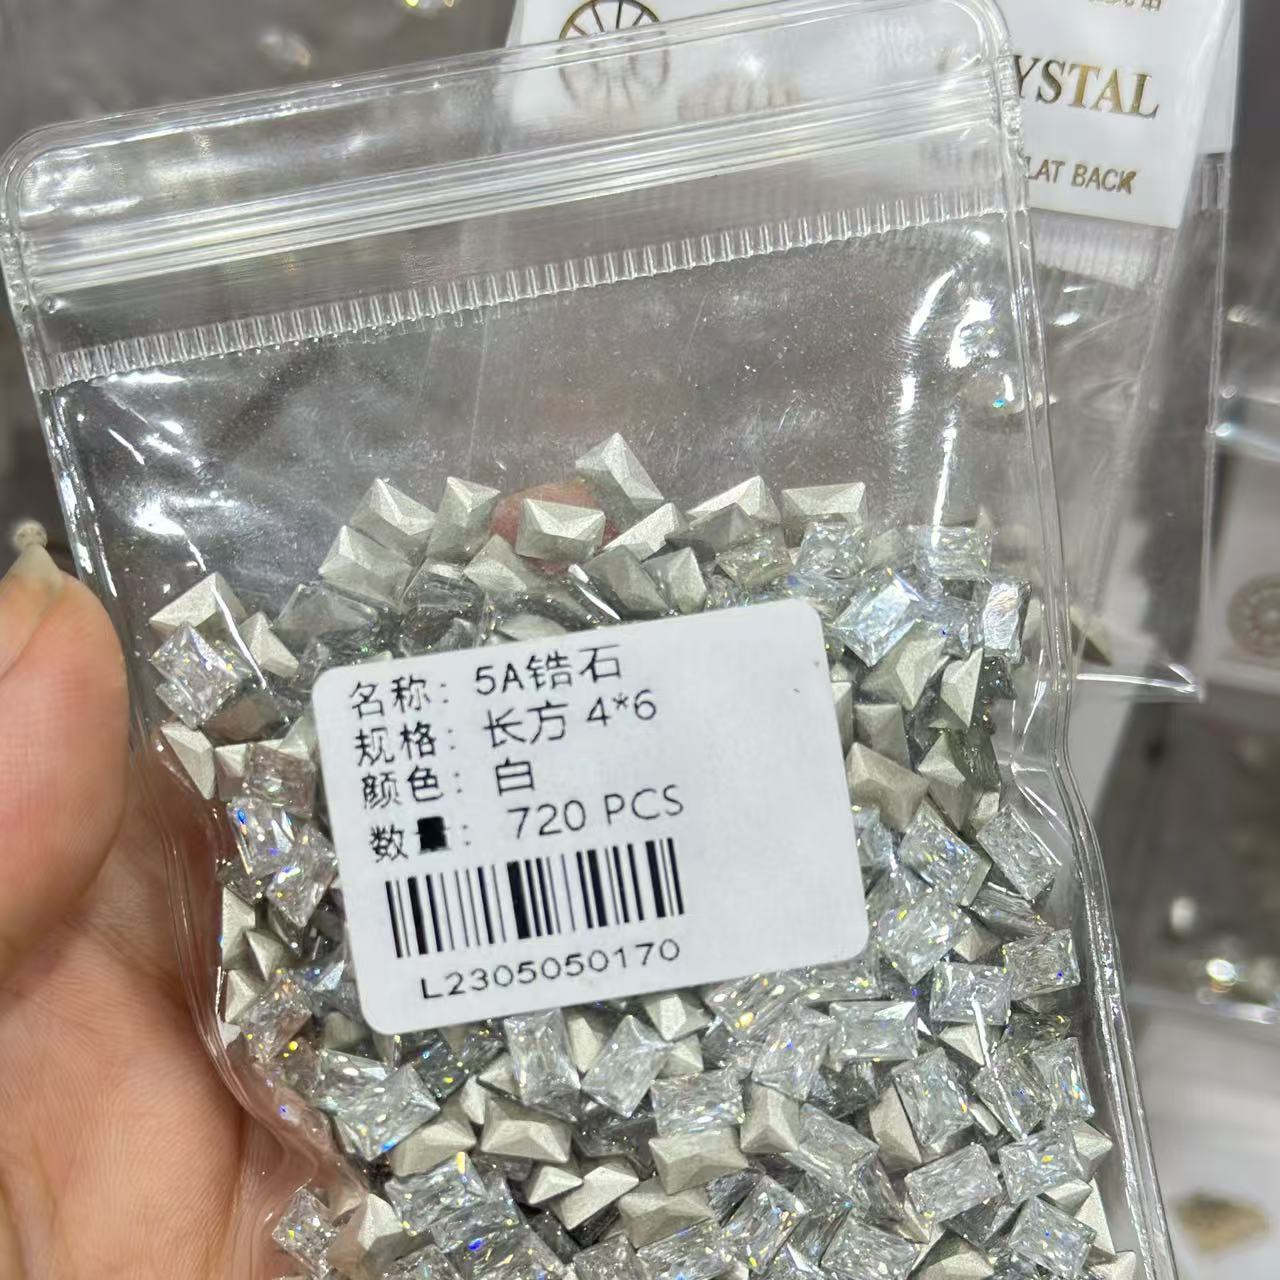 YSTAL
LAT BACK
名称: 5A锆石
规格: 长方 4*6
颜色: 白
数量: 720 PCS
L2305050170